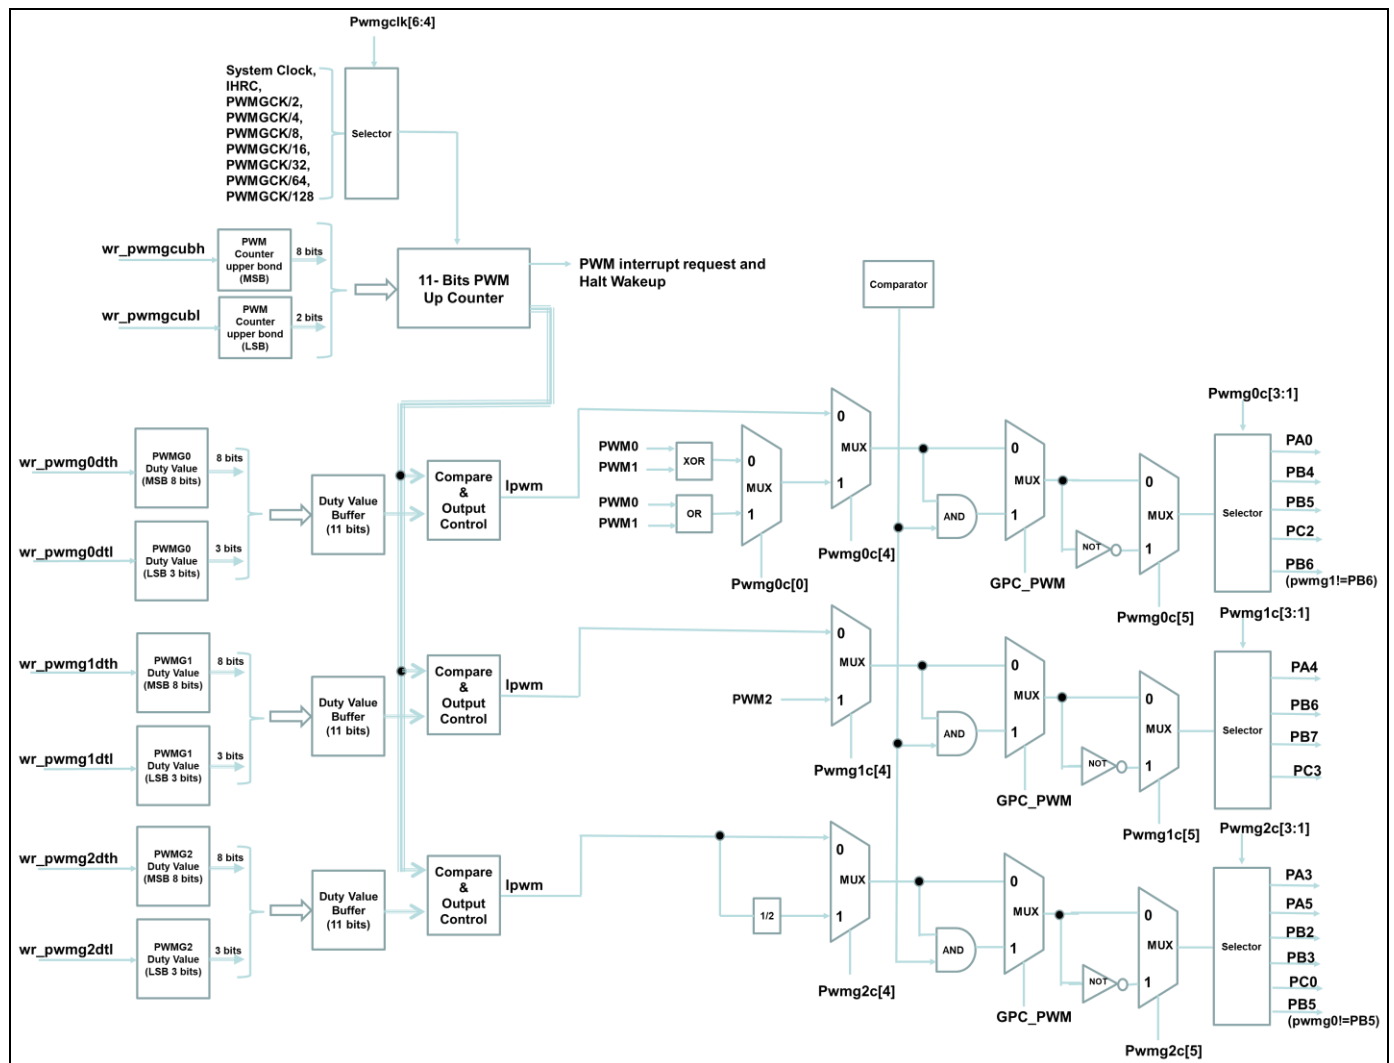 Pwmgclk[6:4]
System Clock,
IHRC,
PWMGCK/2,
PWMGCK/4,
PWMGCK/8,
PWMGCK/16,
PWMGCK/32,
PWMGCK/64,
PWMGCK/128
Selector
wr_pwmgcubh
PWM
Counter
upper bond
(MSB)
8 bits
wr_pwmgcubl
PWM
Counter
upper bond
(LSB)
2 bits
11- Bits PWM
Up Counter
PWM interrupt request and
Halt Wakeup
Comparator
wr_pwmg0dth
PWMG0
Duty Value
(MSB 8 bits)
8 bits
wr_pwmg0dtl
PWMG0
Duty Value
(LSB 3 bits)
3 bits
Duty Value
Buffer
(11 bits)
Compare
&
Output
Control
Ipwm
PWM0
PWM1
XOR
PWM0
PWM1
OR
0
MUX
1
Pwmg0c[0]
0
MUX
1
Pwmg0c[4]
AND
0
MUX
1
GPC_PWM
NOT
0
MUX
1
Pwmg0c[5]
Pwmg0c[3:1]
Selector
PA0
PB4
PB5
PC2
PB6
(pwmg1!=PB6)
wr_pwmg1dth
PWMG1
Duty Value
(MSB 8 bits)
8 bits
wr_pwmg1dtl
PWMG1
Duty Value
(LSB 3 bits)
3 bits
Duty Value
Buffer
(11 bits)
Compare
&
Output
Control
Ipwm
PWM2
0
MUX
1
Pwmg1c[4]
AND
0
MUX
1
GPC_PWM
NOT
0
MUX
1
Pwmg1c[5]
Pwmg1c[3:1]
Selector
PA4
PB6
PB7
PC3
wr_pwmg2dth
PWMG2
Duty Value
(MSB 8 bits)
8 bits
wr_pwmg2dtl
PWMG2
Duty Value
(LSB 3 bits)
3 bits
Duty Value
Buffer
(11 bits)
Compare
&
Output
Control
Ipwm
1/2
0
MUX
1
Pwmg2c[4]
AND
0
MUX
1
GPC_PWM
NOT
0
MUX
1
Pwmg2c[5]
Pwmg2c[3:1]
Selector
PA3
PA5
PB2
PB3
PC0
PB5
(pwmg0!=PB5)